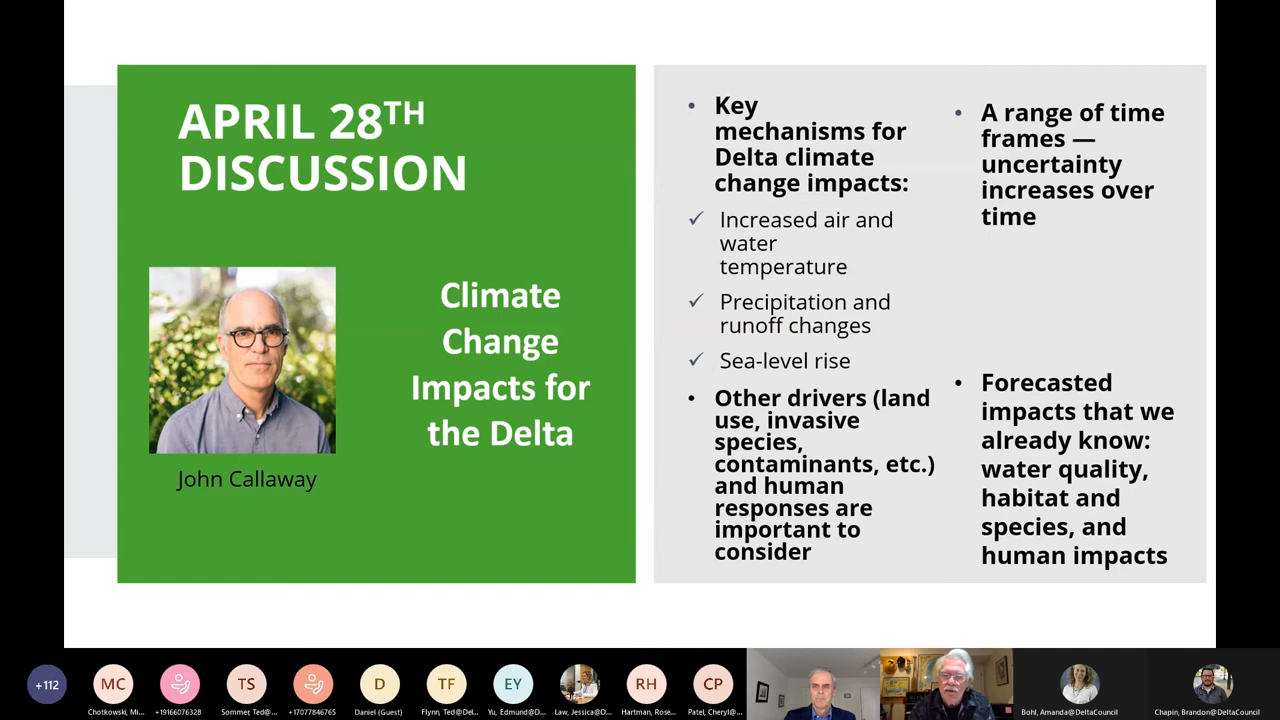 APRIL 28TH
DISCUSSION
Climate
Change
Impacts for
the Delta
John Callaway
• Key
mechanisms for
Delta climate
change impacts:
✓ Increased air and
water
temperature
✓ Precipitation and
runoff changes
✓ Sea-level rise
• Other drivers (land
use, invasive
species,
contaminants, etc.)
and human
responses are
important to
consider
• A range of time
frames —
uncertainty
increases over
time
• Forecasted
impacts that we
already know:
water quality,
habitat and
species, and
human impacts
+112
MC
TS
D
TF
EY
RH
CP
Chotkowski, Mi...
+19166076328
Sommer, Ted@...
+17077846765
Daniel (Guest)
Flynn, Ted@Del...
Yu, Edmund@D...
Law, Jessica@D...
Hartman, Rose...
Patel, Cheryl@...
Bohl, Amanda@DeltaCouncil
Chapin, Brandon@DeltaCouncil